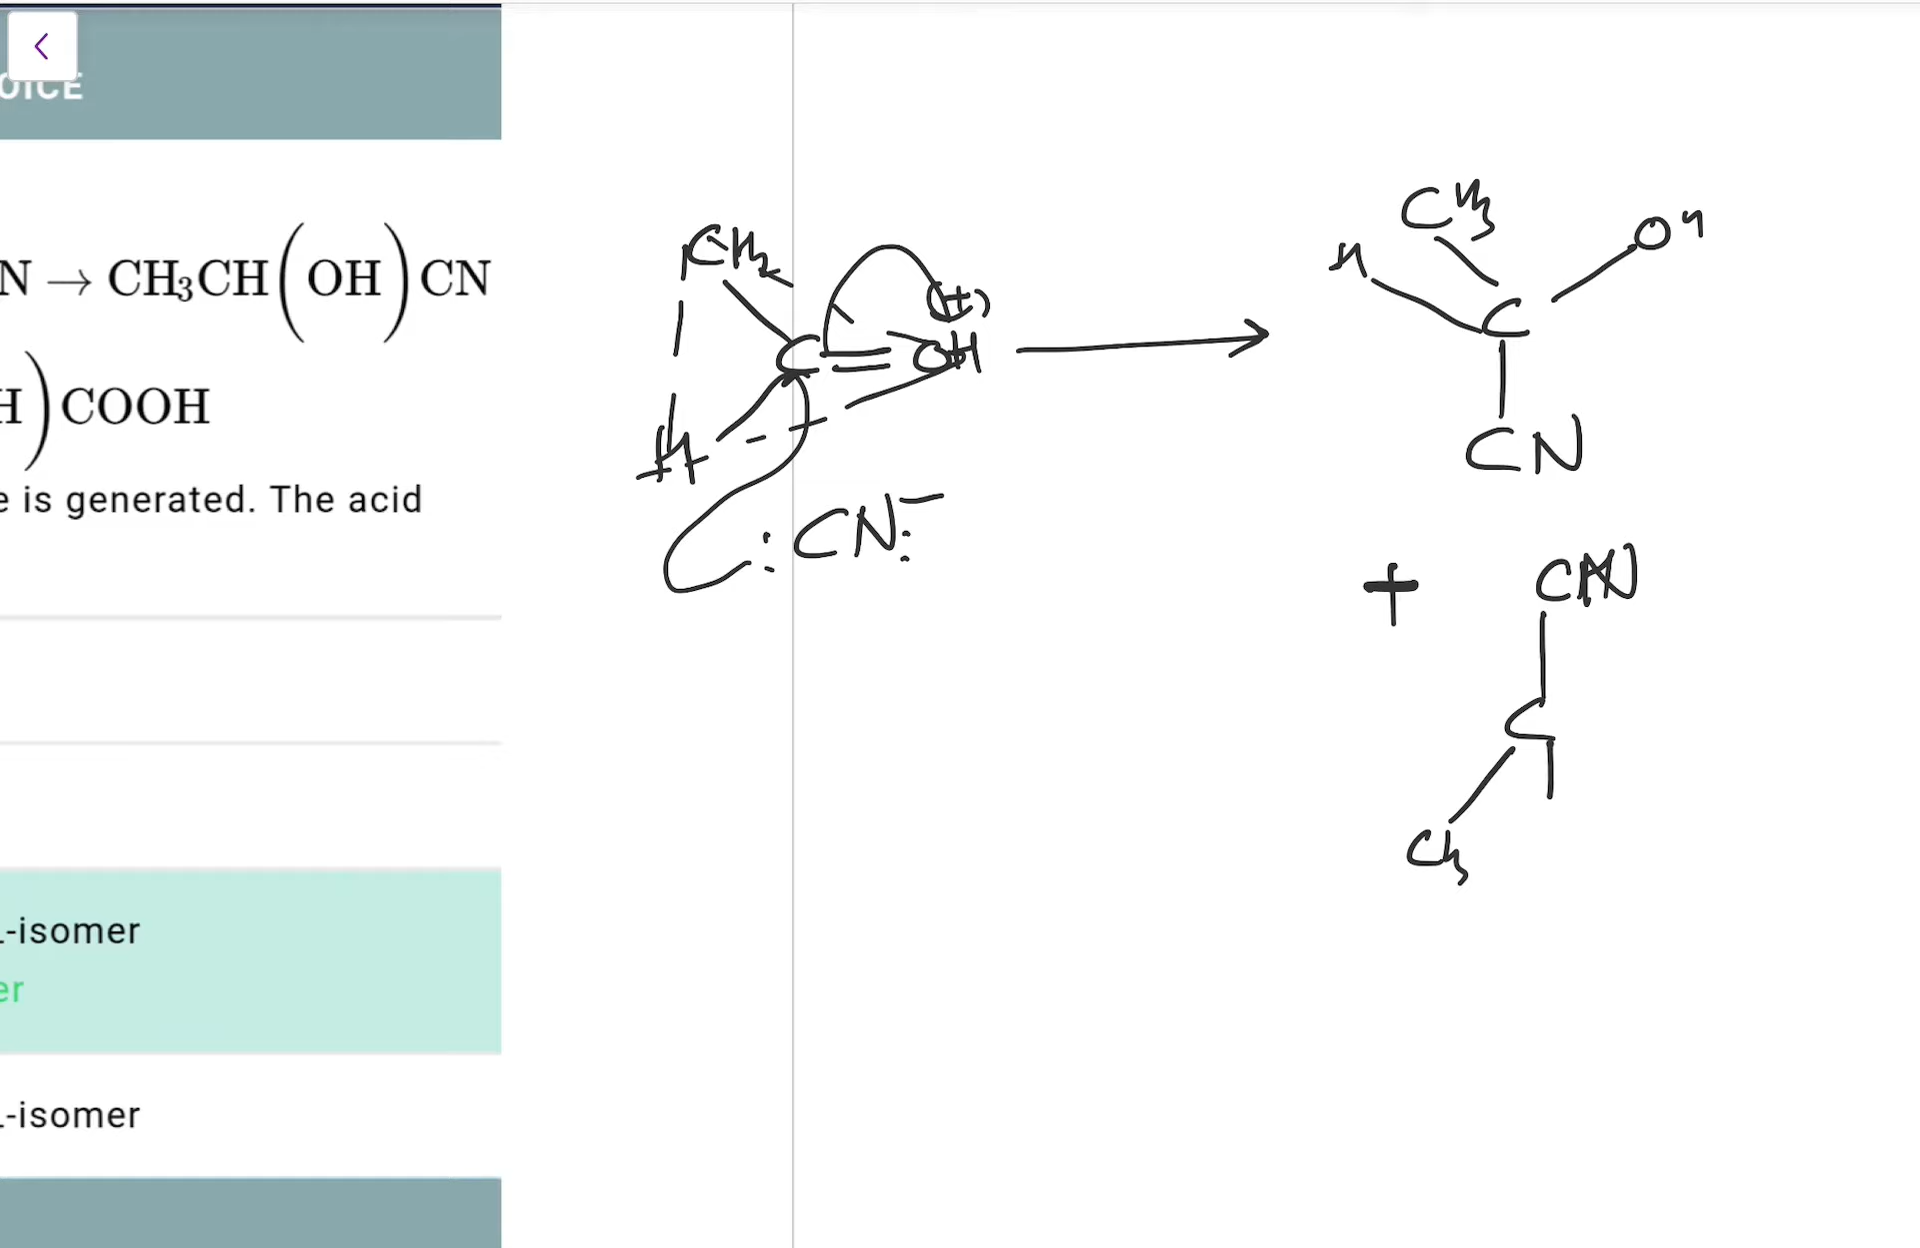 OICE
N → CH₃CH(OH)CN
H)COOH
e is generated. The acid
-isomer
er
-isomer
CH₃
(+)
C=OH
H
:CN:⁻
CH₃
H
OH
C
CN
+
CN
C
CH₃